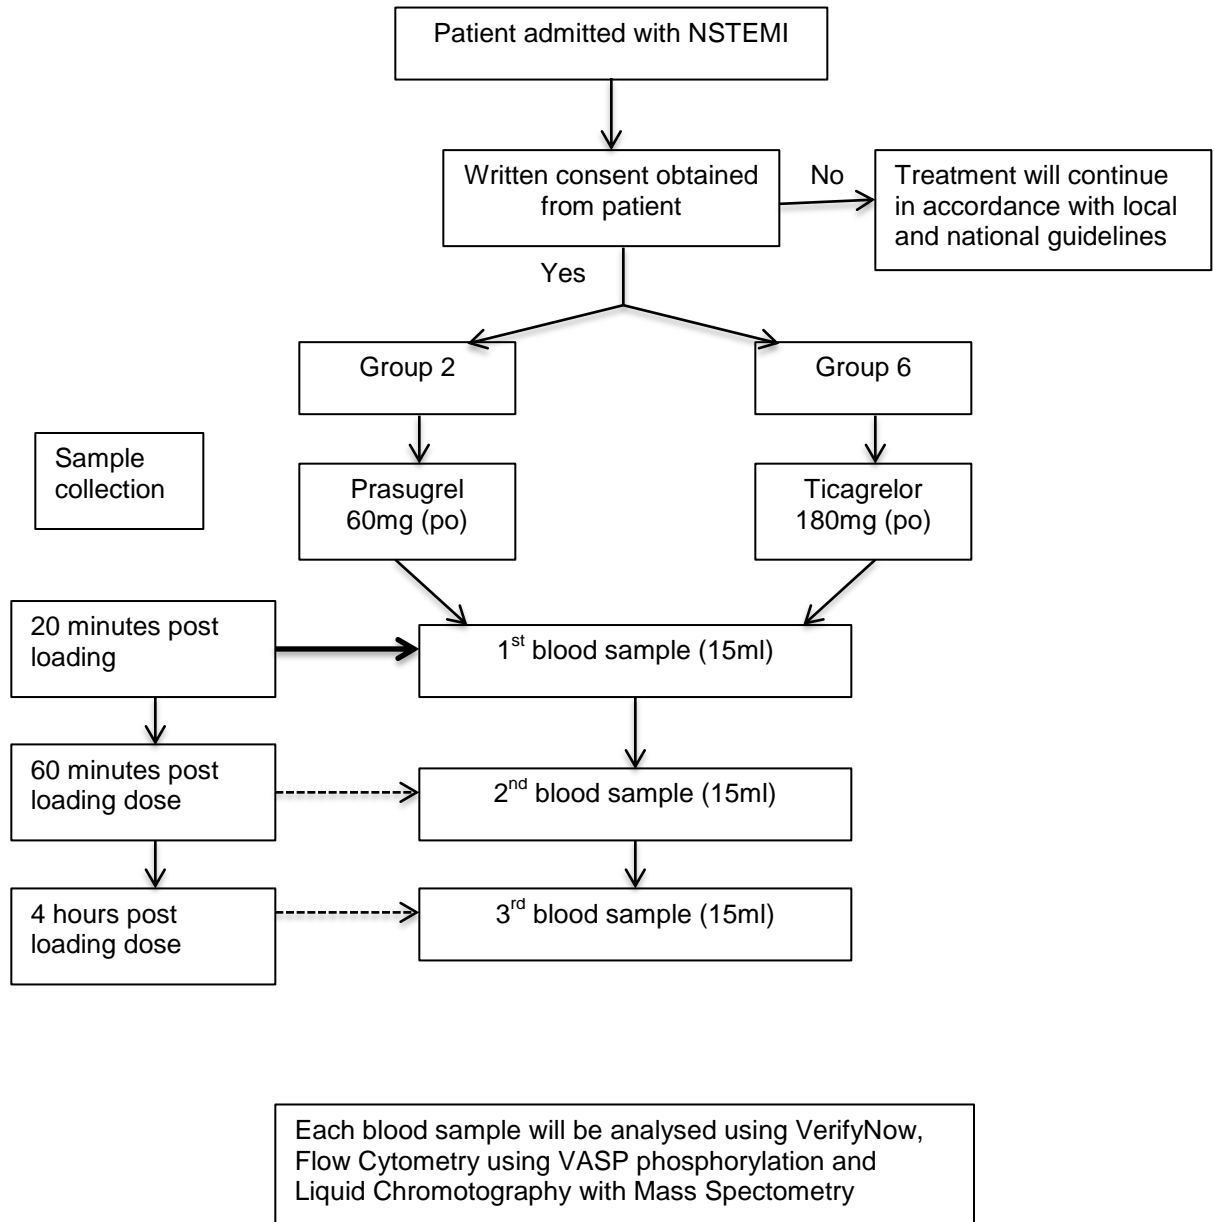 Patient admitted with NSTEMI
Written consent obtained
from patient
No
Treatment will continue
in accordance with local
and national guidelines
Yes
Group 2
Group 6
Sample
collection
Prasugrel
60mg (po)
Ticagrelor
180mg (po)
20 minutes post
loading
1st blood sample (15ml)
60 minutes post
loading dose
2nd blood sample (15ml)
4 hours post
loading dose
3rd blood sample (15ml)
Each blood sample will be analysed using VerifyNow,
Flow Cytometry using VASP phosphorylation and
Liquid Chromotography with Mass Spectometry